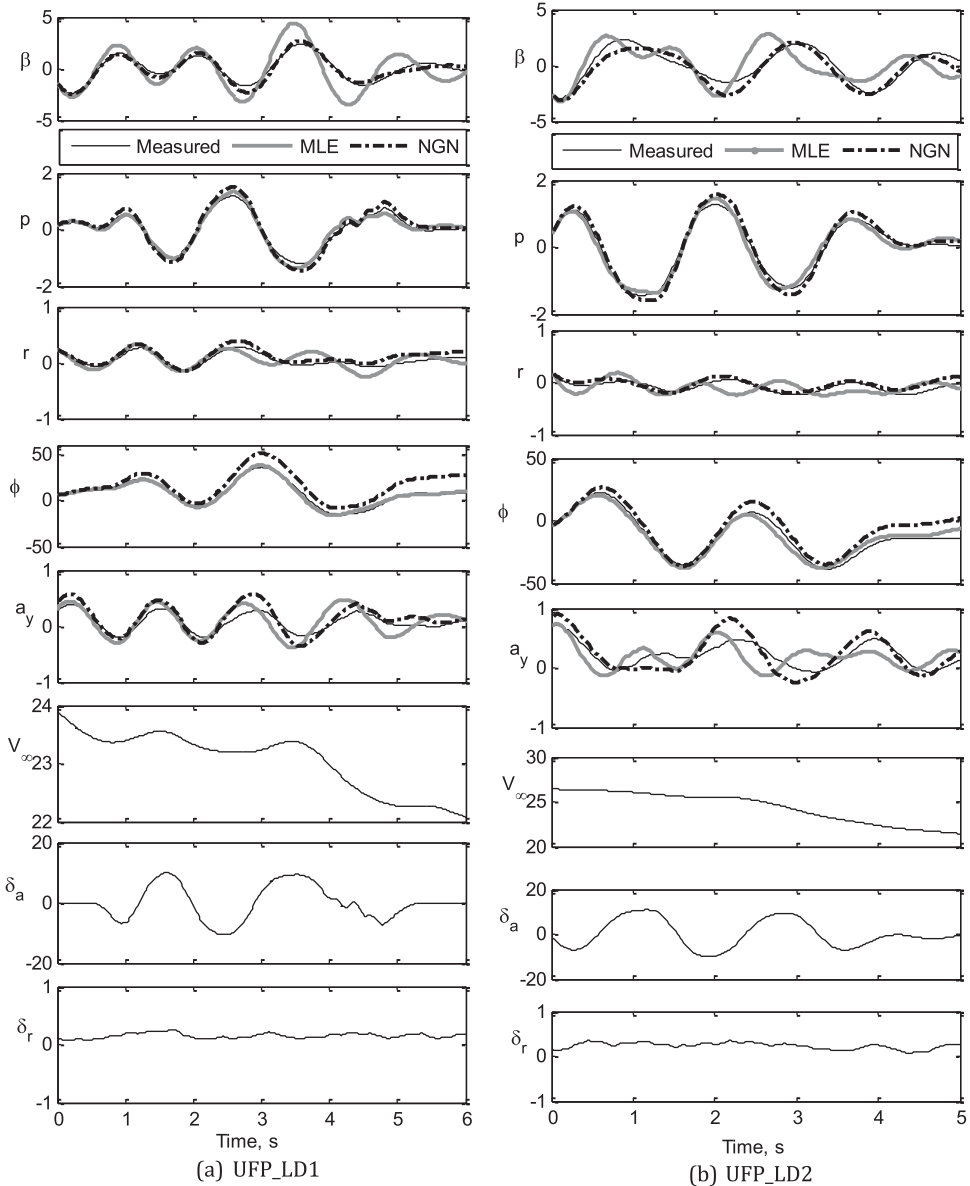 5
β 0
-5
Measured MLE NGN
2
p 0
-2
1
r 0
-1
50
ϕ 0
-50
1
a_y 0
-1
24
V_∞ 23
22
20
δ_a 0
-20
1
δ_r 0
-1
0 1 2 3 4 5 6
Time, s
(a) UFP_LD1
5
β 0
-5
Measured MLE NGN
2
p 0
-2
1
r 0
-1
50
ϕ 0
-50
1
a_y 0
-1
30
V_∞ 25
20
20
δ_a 0
-20
1
δ_r 0
-1
0 1 2 3 4 5
Time, s
(b) UFP_LD2